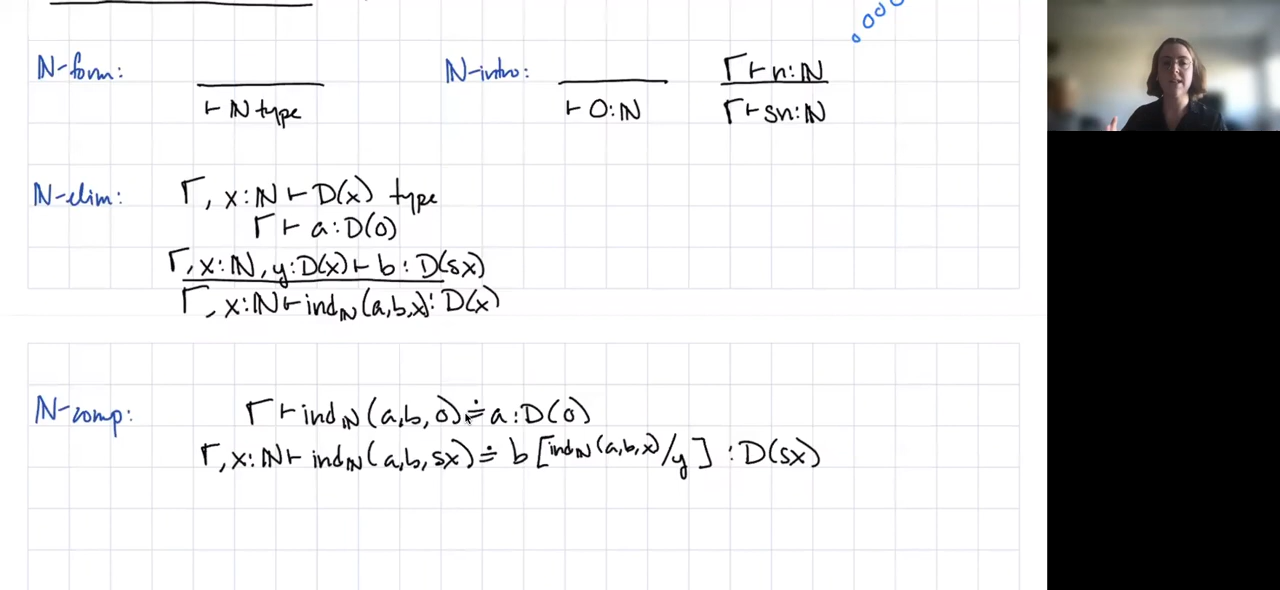 ℕ-form:
⊢ ℕ type
ℕ-intro:
⊢ 0:ℕ
Γ ⊢ n:ℕ
Γ ⊢ sn:ℕ
ℕ-elim:
Γ, x:ℕ ⊢ D(x) type
Γ ⊢ a:D(0)
Γ, x:ℕ, y:D(x) ⊢ b : D(sx)
Γ, x:ℕ ⊢ indℕ(a,b,x) : D(x)
ℕ-comp:
Γ ⊢ indℕ(a,b,0) ≐ a:D(0)
Γ, x:ℕ ⊢ indℕ(a,b,sx) ≐ b[indℕ(a,b,x)/y] : D(sx)